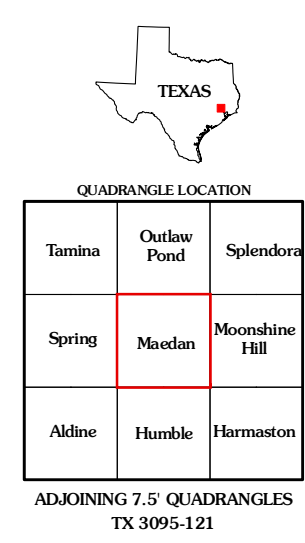 TEXAS
QUADRANGLE LOCATION
Tamina
Outlaw
Pond
Splendora
Spring
Maedan
Moonshine
Hill
Aldine
Humble
Harmaston
ADJOINING 7.5' QUADRANGLES
TX 3095-121